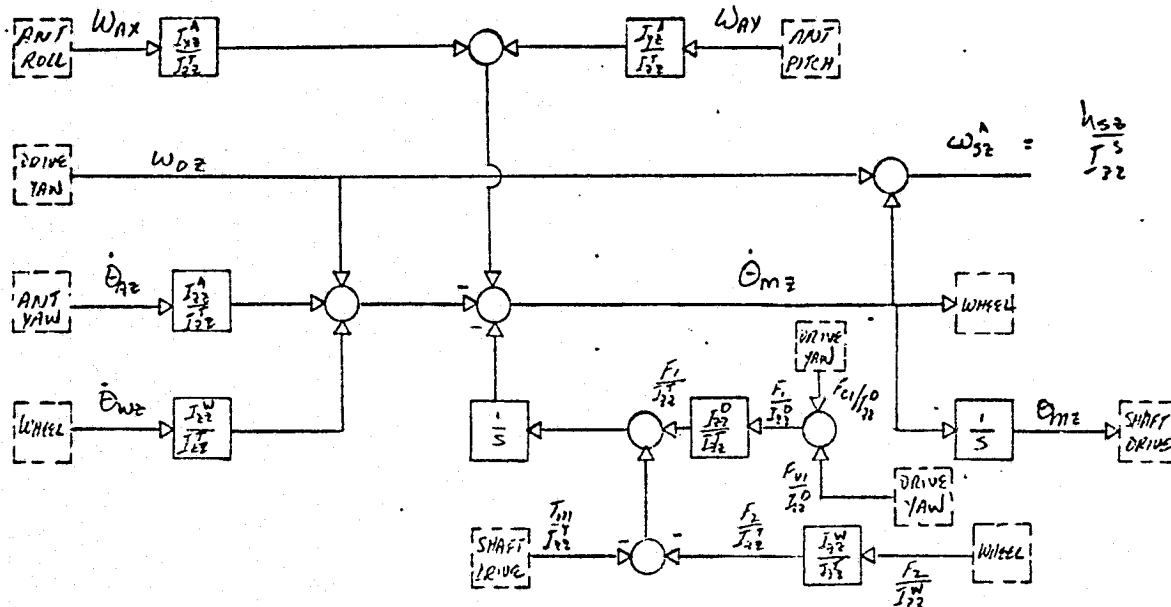 ANT ROLL
ω_AX
I_xz^A / I_zz^T
I_yz^A / I_zz^T
ω_AY
ANT PITCH
ω_sz^A = h_sz / I_zz^S
DRIVE YAW
ω_Dz
ANT YAW
θ̇_Az
I_zz^A / I_zz^T
-
-
θ̇_mz
WHEEL
DRIVE YAW
WHEEL
θ̇_Wz
I_zz^W / I_zz^T
1 / S
F_1 / I_zz^T
I_zz^D / I_zz^T
F_1 / I_zz^D
F_C1 / I_zz^D
1 / S
θ_mz
SHAFT DRIVE
F_V1 / I_zz^D
DRIVE YAW
SHAFT DRIVE
-
-
F_2 / I_zz^T
I_zz^W / I_zz^T
F_2 / I_zz^W
WHEEL